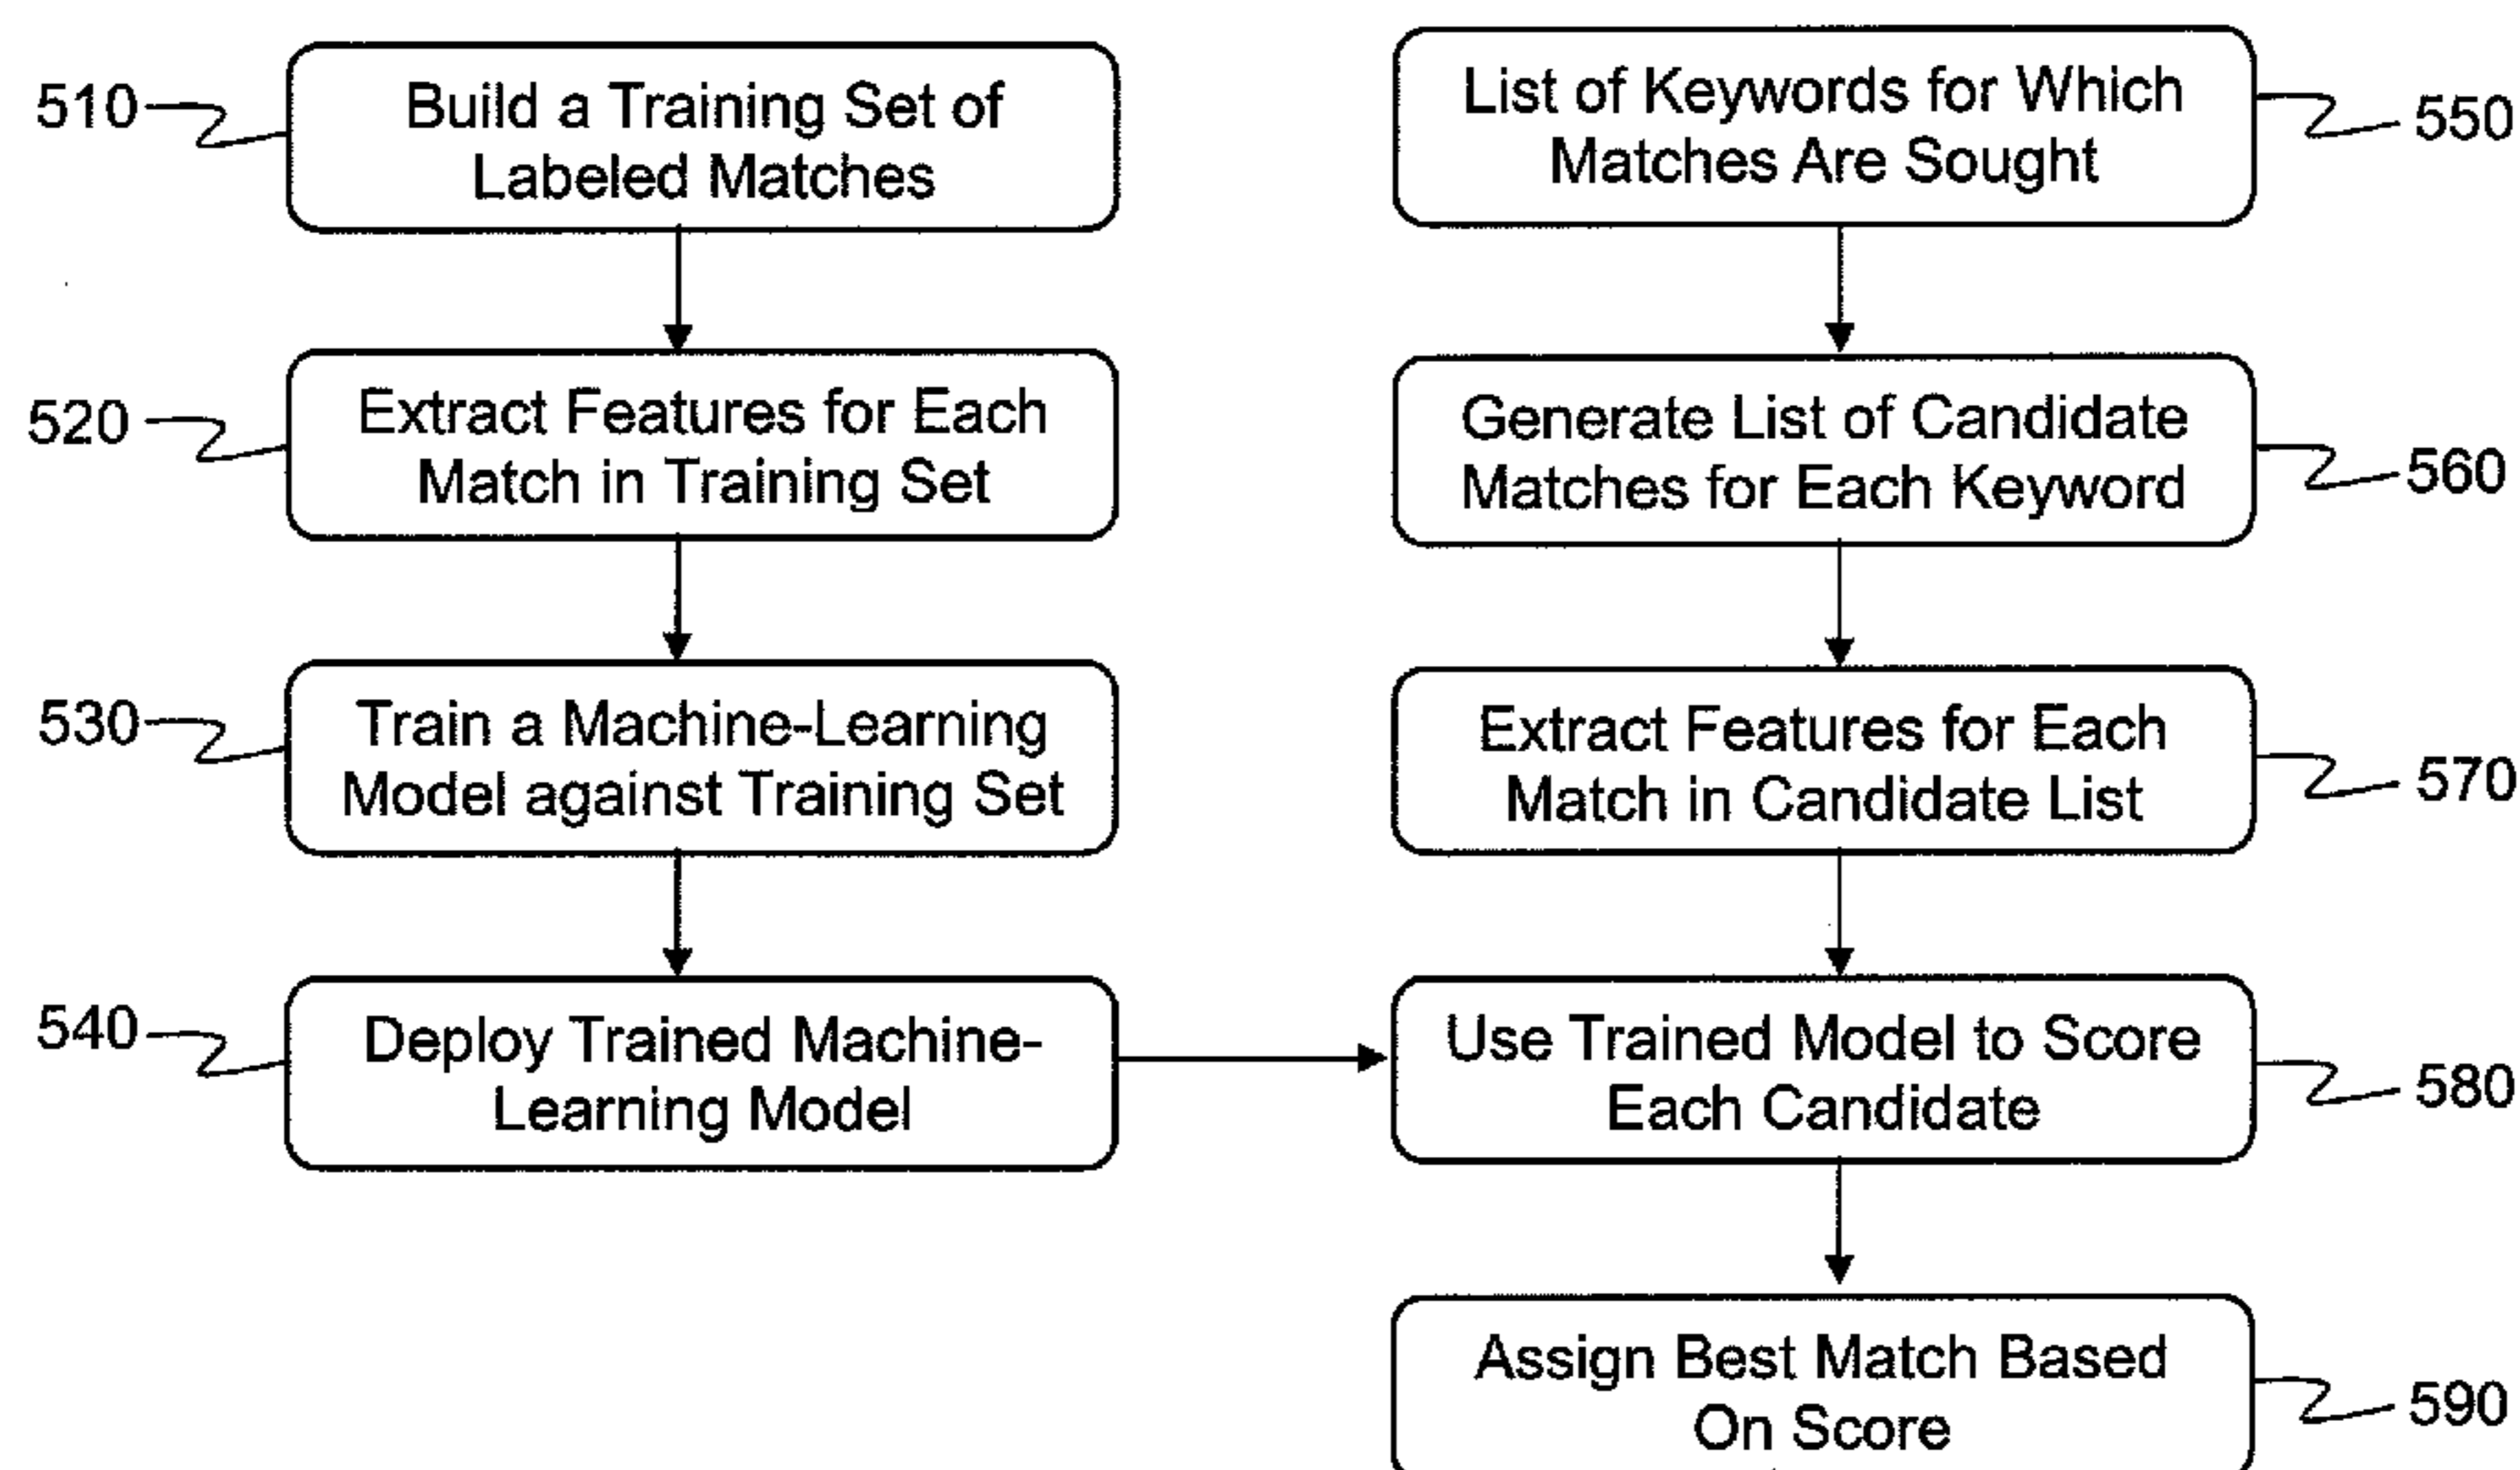 510
Build a Training Set of
Labeled Matches
520
Extract Features for Each
Match in Training Set
530
Train a Machine-Learning
Model against Training Set
540
Deploy Trained Machine-
Learning Model
List of Keywords for Which
Matches Are Sought
550
Generate List of Candidate
Matches for Each Keyword
560
Extract Features for Each
Match in Candidate List
570
Use Trained Model to Score
Each Candidate
580
Assign Best Match Based
On Score
590